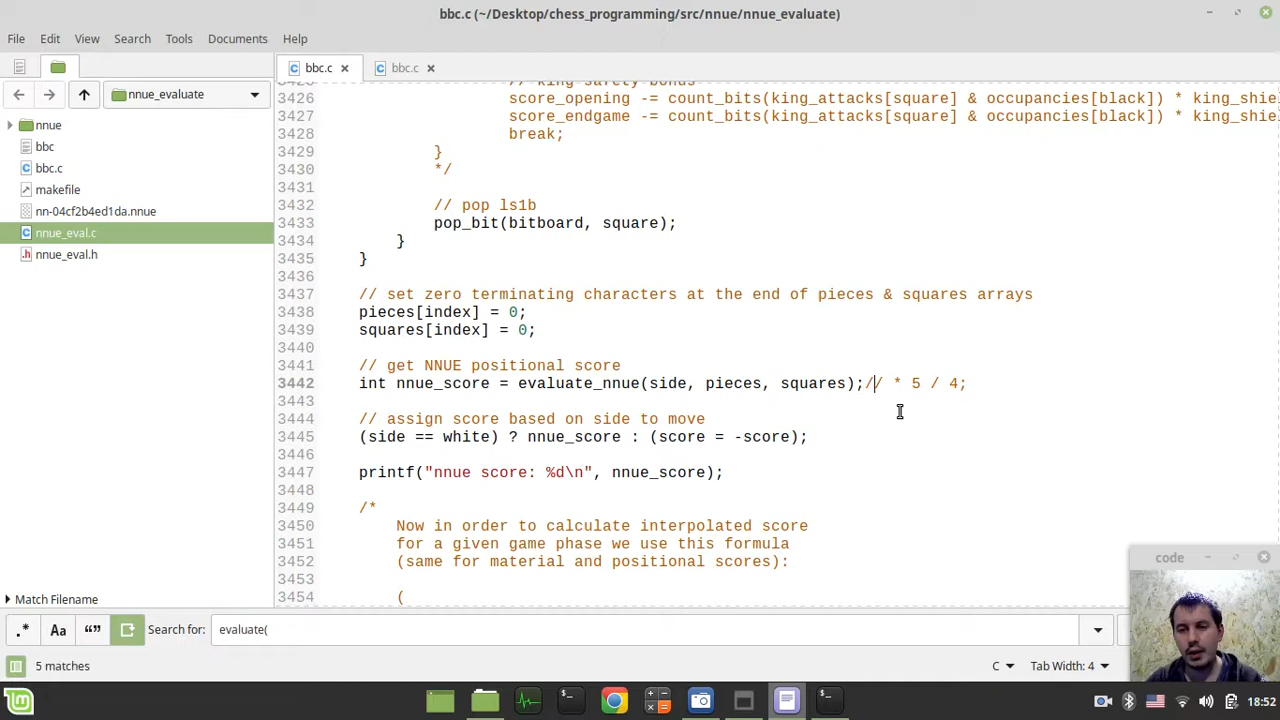 bbc.c (~/Desktop/chess_programming/src/nnue/nnue_evaluate)
File Edit View Search Tools Documents Help
bbc.c bbc.c
nnue_evaluate
nnue
bbc
bbc.c
makefile
nn-04cf2b4ed1da.nnue
nnue_eval.c
nnue_eval.h
Match Filename
3425 // king safety bonus
3426 score_opening -= count_bits(king_attacks[square] & occupancies[black]) * king_shie
3427 score_endgame -= count_bits(king_attacks[square] & occupancies[black]) * king_shie
3428 break;
3429 }
3430 */
3431
3432 // pop ls1b
3433 pop_bit(bitboard, square);
3434 }
3435 }
3436
3437 // set zero terminating characters at the end of pieces & squares arrays
3438 pieces[index] = 0;
3439 squares[index] = 0;
3440
3441 // get NNUE positional score
3442 int nnue_score = evaluate_nnue(side, pieces, squares);// * 5 / 4;
3443
3444 // assign score based on side to move
3445 (side == white) ? nnue_score : (score = -score);
3446
3447 printf("nnue score: %d\n", nnue_score);
3448
3449 /*
3450 Now in order to calculate interpolated score
3451 for a given game phase we use this formula
3452 (same for material and positional scores):
3453
3454 (
code
.* Aa “” Search for: evaluate(
5 matches
C Tab Width: 4
18:52